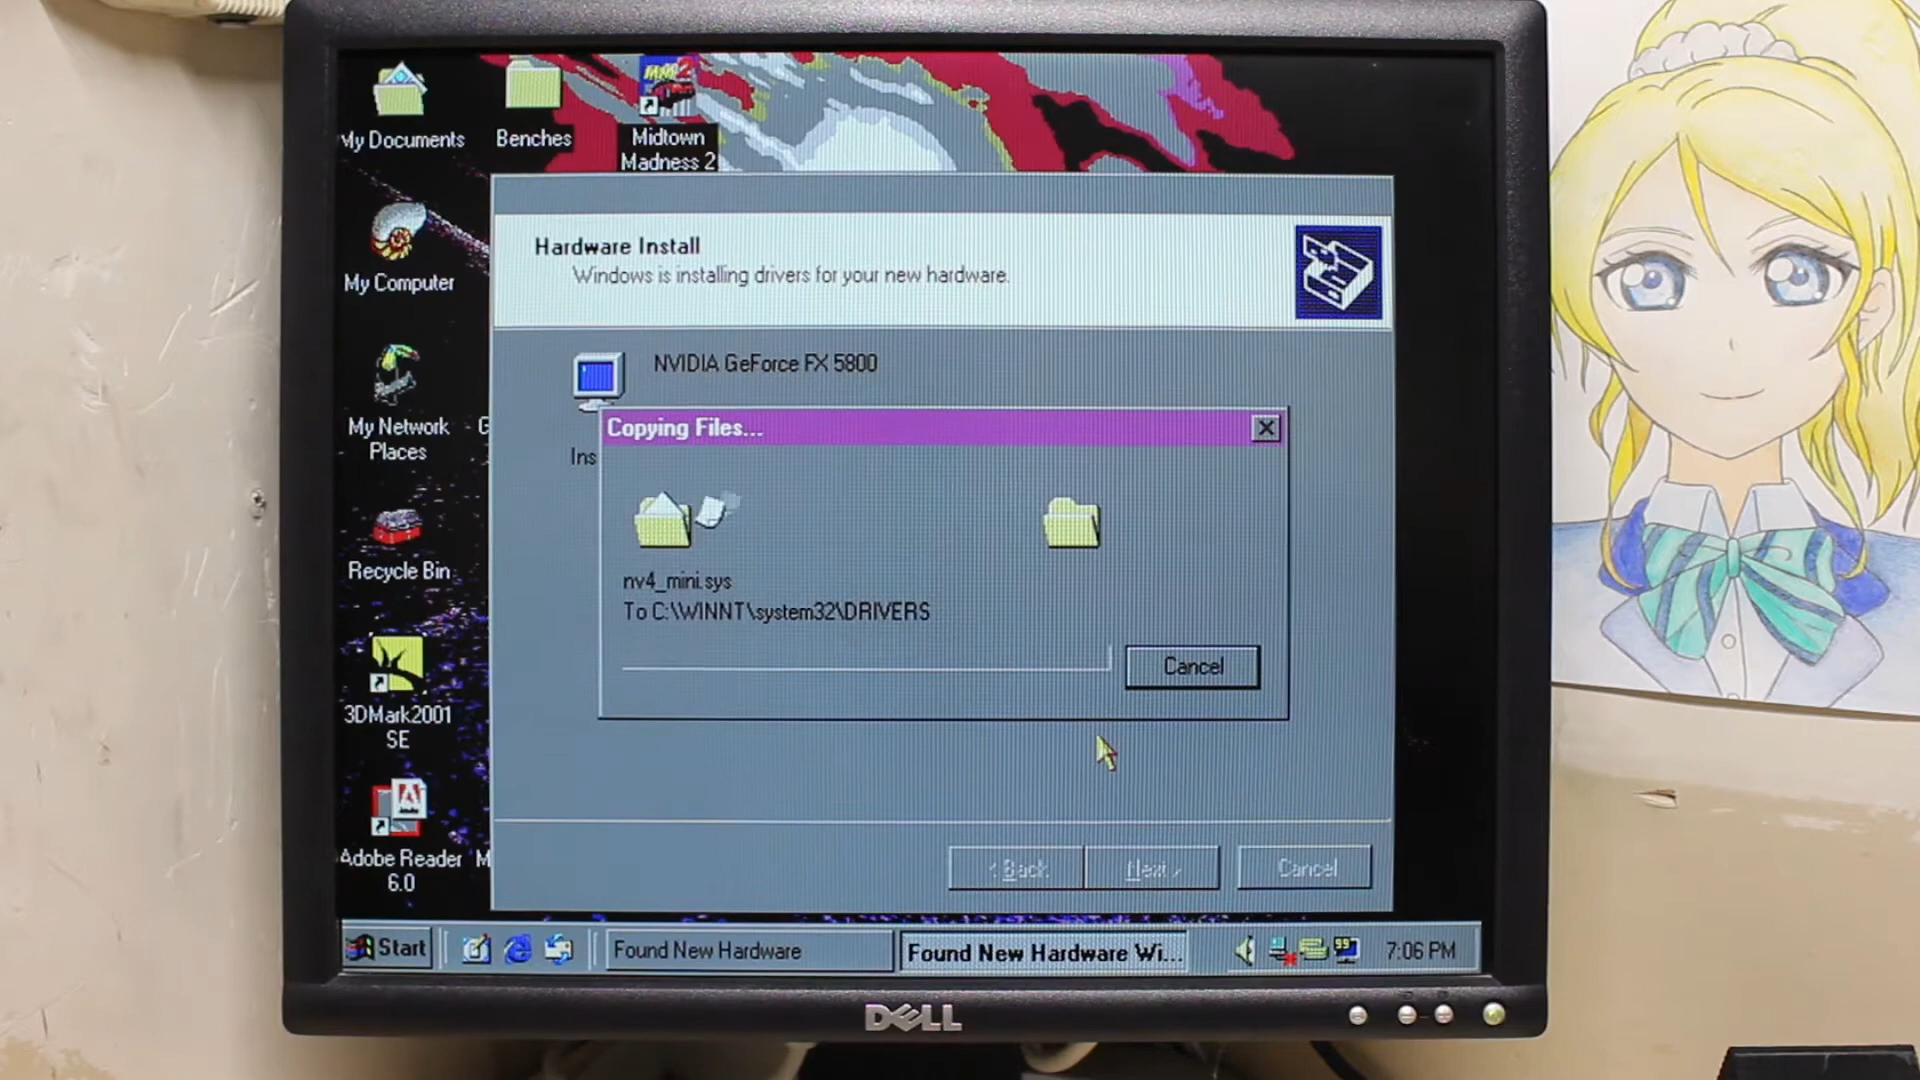 My Documents
Benches
Midtown
Madness 2
My Computer
My Network
Places
Recycle Bin
3DMark2001
SE
Adobe Reader
6.0
G
M
Hardware Install
Windows is installing drivers for your new hardware.
NVIDIA GeForce FX 5800
Ins
Copying Files...
nv4_mini.sys
To C:\WINNT\system32\DRIVERS
Cancel
< Back
Next >
Cancel
Start
Found New Hardware
Found New Hardware Wi...
99
7:06 PM
DELL